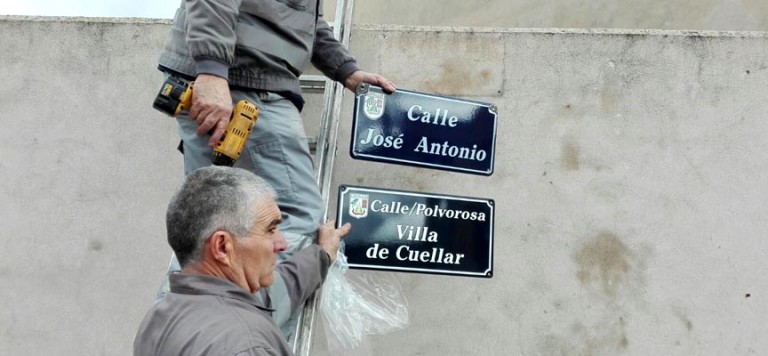 Calle
José Antonio
Calle/Polvorosa
Villa
de Cuellar